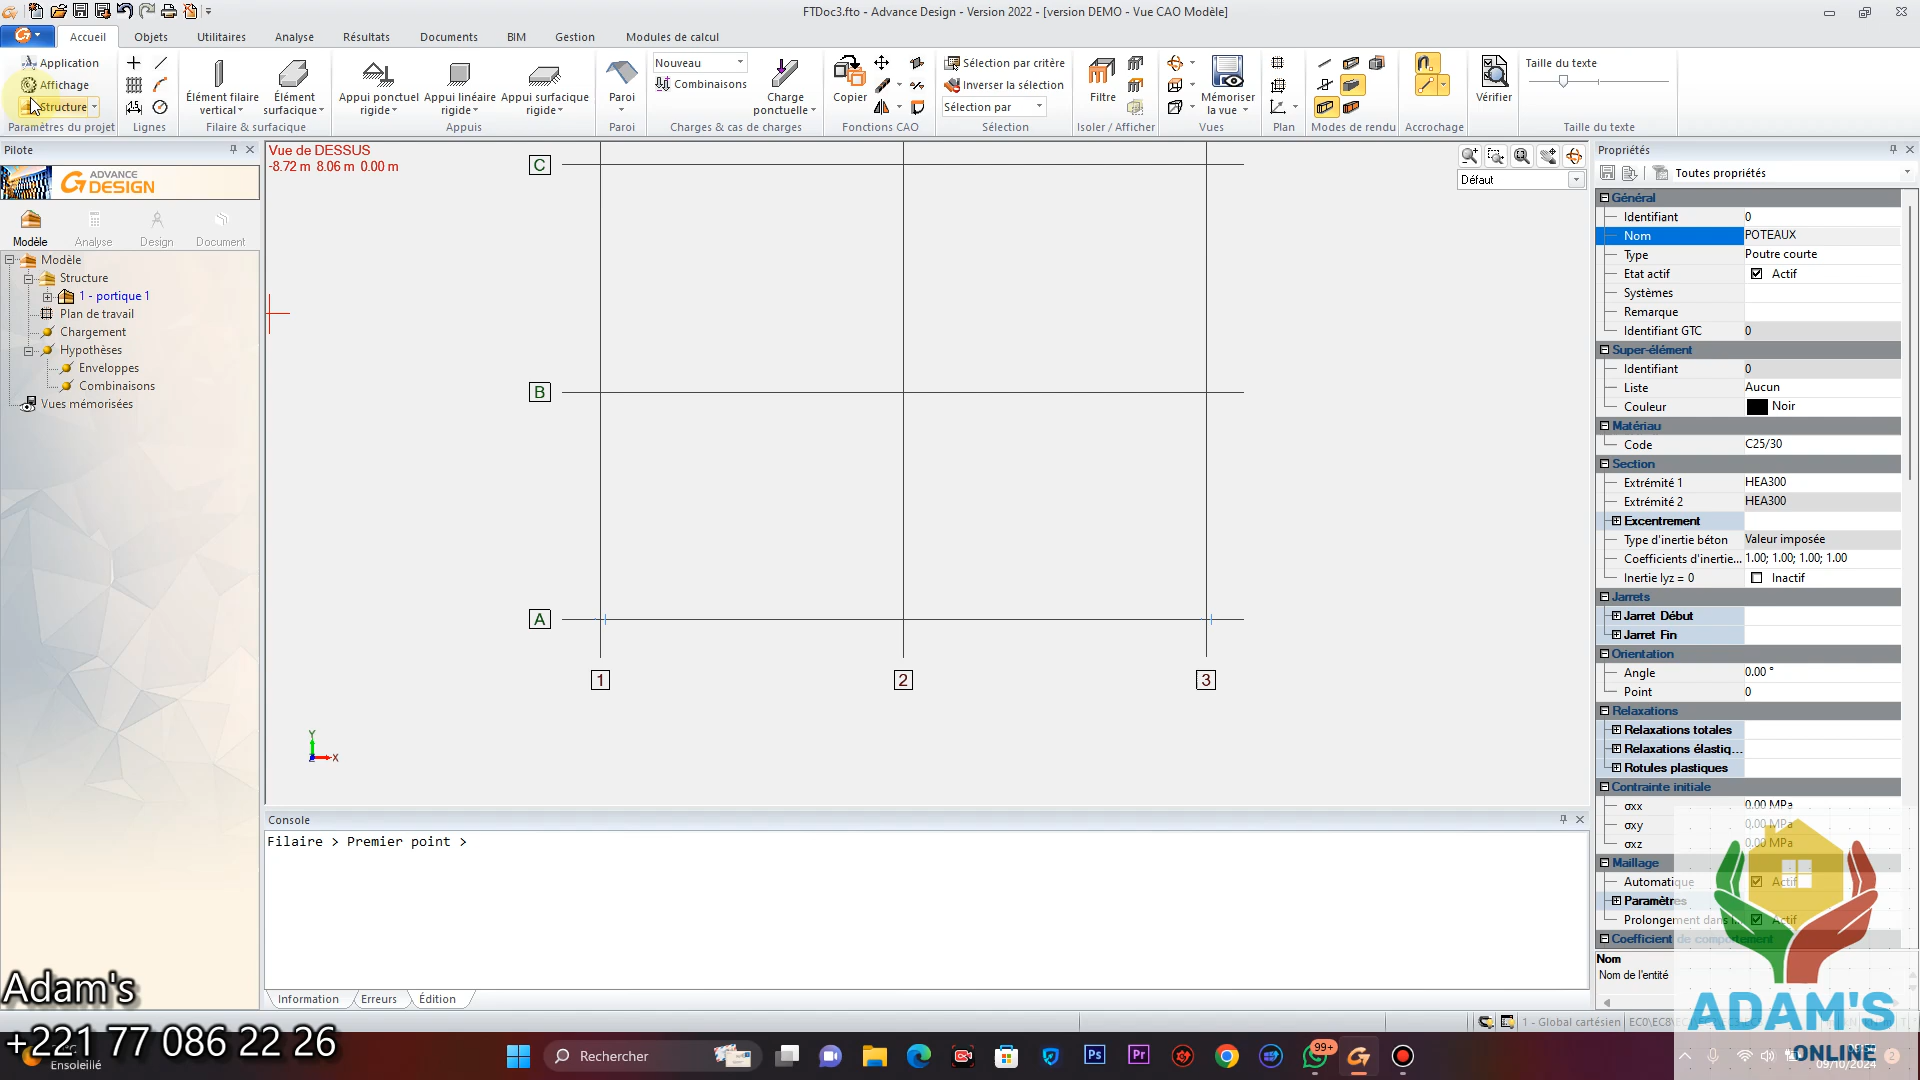 FTDoc3.fto - Advance Design - Version 2022 - [version DEMO - Vue CAO Modèle]
Accueil Objets Utilitaires Analyse Résultats Documents BIM Gestion Modules de calcul
Application
Affichage
Structure
Paramètres du projet
Lignes
Élément filaire vertical
Élément surfacique
Filaire & surfacique
Appui ponctuel rigide
Appui linéaire rigide
Appui surfacique rigide
Appuis
Paroi
Paroi
Nouveau
Combinaisons
Charge ponctuelle
Charges & cas de charges
Copier
Fonctions CAO
Sélection par critère
Inverser la sélection
Sélection par
Sélection
Filtre
Isoler / Afficher
Mémoriser la vue
Vues
Plan
Modes de rendu
Accrochage
Vérifier
Taille du texte
Taille du texte
Pilote
ADVANCE
DESIGN
Modèle Analyse Design Document
Modèle
Structure
1 - portique 1
Plan de travail
Chargement
Hypothèses
Enveloppes
Combinaisons
Vues mémorisées
Vue de DESSUS
-8.72 m 8.06 m 0.00 m
Défaut
C
B
A
1 2 3
Y
X
Console
Filaire > Premier point >
Information Erreurs Édition
Propriétés
Toutes propriétés
Général
Identifiant 0
Nom POTEAUX
Type Poutre courte
Etat actif Actif
Systèmes
Remarque
Identifiant GTC 0
Super-élément
Identifiant 0
Liste Aucun
Couleur Noir
Matériau
Code C25/30
Section
Extrémité 1 HEA300
Extrémité 2 HEA300
Excentrement
Type d'inertie béton Valeur imposée
Coefficients d'inertie... 1.00; 1.00; 1.00; 1.00
Inertie Iyz = 0 Inactif
Jarrets
Jarret Début
Jarret Fin
Orientation
Angle 0.00 °
Point 0
Relaxations
Relaxations totales
Relaxations élastiq...
Rotules plastiques
Contrainte initiale
σxx 0.00 MPa
σxy 0.00 MPa
σxz 0.00 MPa
Maillage
Automatique Actif
Paramètres
Prolongement dans Actif
Coefficient de comportement
Nom
Nom de l'entité
1 - Global cartésien
Adam's
+221 77 086 22 26
Ensoleillé
Rechercher
Ps
Pr
99+
ADAM'S
ONLINE
09/10/2024
2